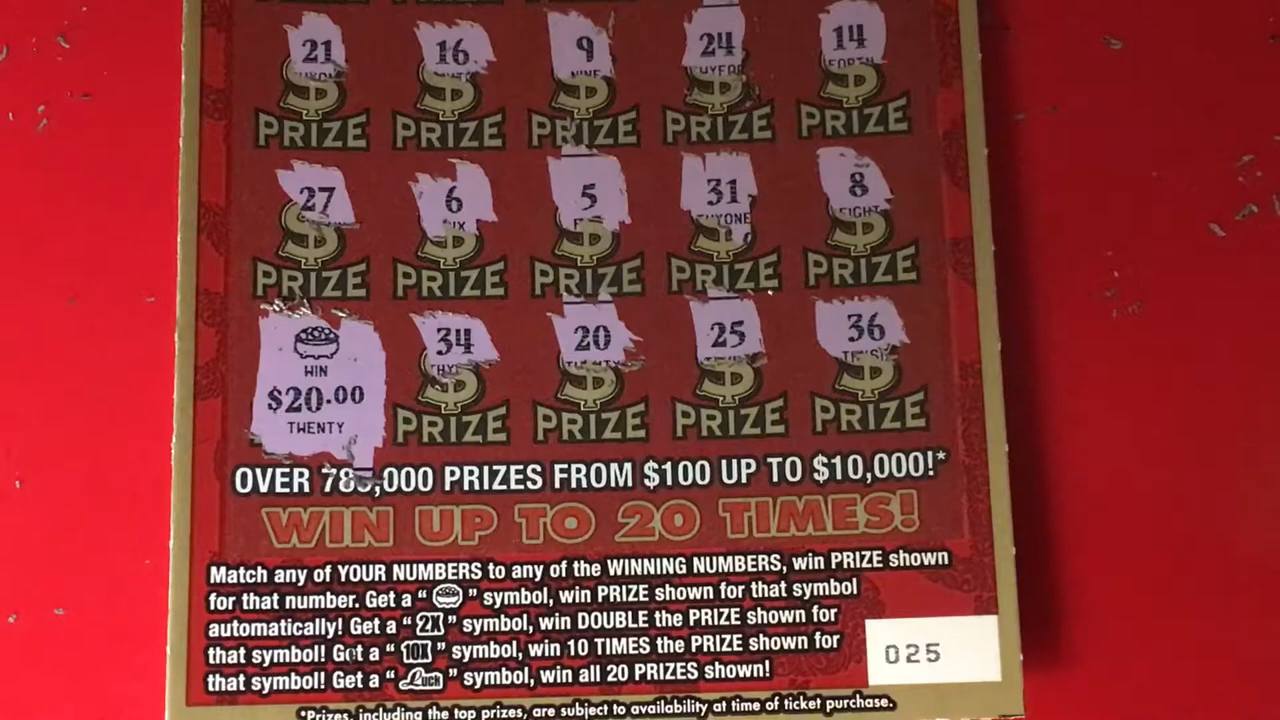 21 16 9 24 14
NINE
PRIZE PRIZE PRIZE PRIZE PRIZE
27 6 5 31 8
EIGHT
PRIZE PRIZE PRIZE PRIZE PRIZE
34 20 25 36
WIN
$20.00
TWENTY
PRIZE PRIZE PRIZE PRIZE
OVER 785,000 PRIZES FROM $100 UP TO $10,000!*
WIN UP TO 20 TIMES!
Match any of YOUR NUMBERS to any of the WINNING NUMBERS, win PRIZE shown
for that number. Get a “ ” symbol, win PRIZE shown for that symbol
automatically! Get a “ 2X ” symbol, win DOUBLE the PRIZE shown for
that symbol! Get a “ 10X ” symbol, win 10 TIMES the PRIZE shown for
that symbol! Get a “ Luck ” symbol, win all 20 PRIZES shown!
025
*Prizes, including the top prizes, are subject to availability at time of ticket purchase.